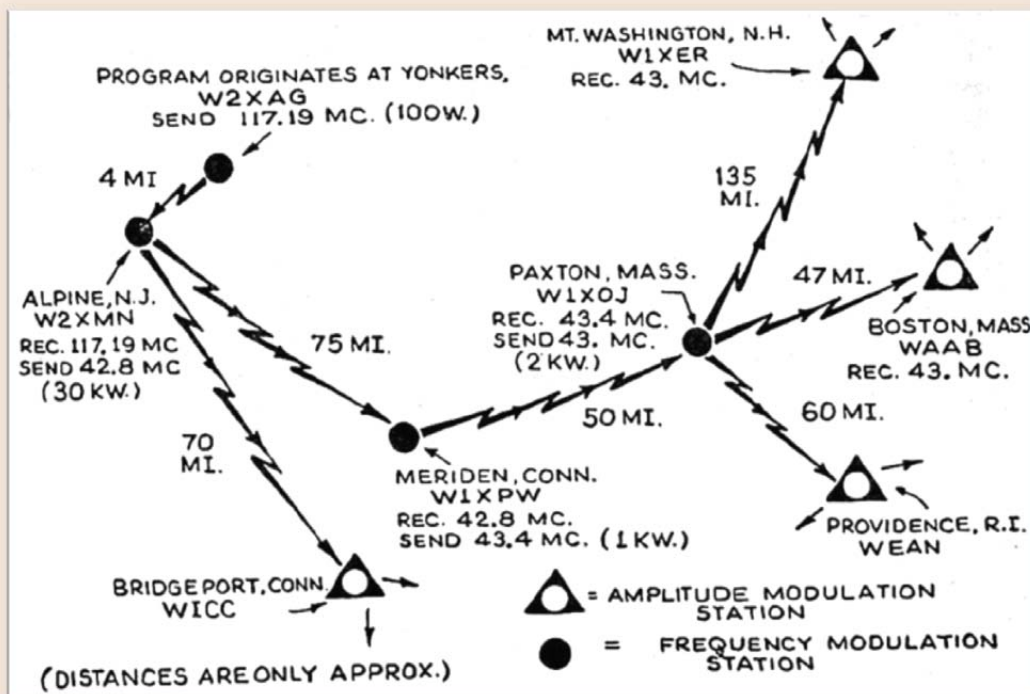 MT. WASHINGTON, N.H.
W1XER
REC. 43. MC.
PROGRAM ORIGINATES AT YONKERS,
W2XAG
SEND 117.19 MC. (100W.)
4 MI
135
MI.
ALPINE, N.J.
W2XMN
REC. 117.19 MC
SEND 42.8 MC
(30 KW.)
75 MI.
PAXTON, MASS.
W1XOJ
REC. 43.4 MC.
SEND 43. MC.
(2 KW.)
47 MI.
BOSTON, MASS
WAAB
REC. 43. MC.
70
MI.
50 MI.
60 MI.
MERIDEN, CONN.
W1XPW
REC. 42.8 MC.
SEND 43.4 MC. (1 KW.)
PROVIDENCE, R.I.
WEAN
BRIDGEPORT, CONN.
WICC
= AMPLITUDE MODULATION
STATION
= FREQUENCY MODULATION
STATION
(DISTANCES ARE ONLY APPROX.)